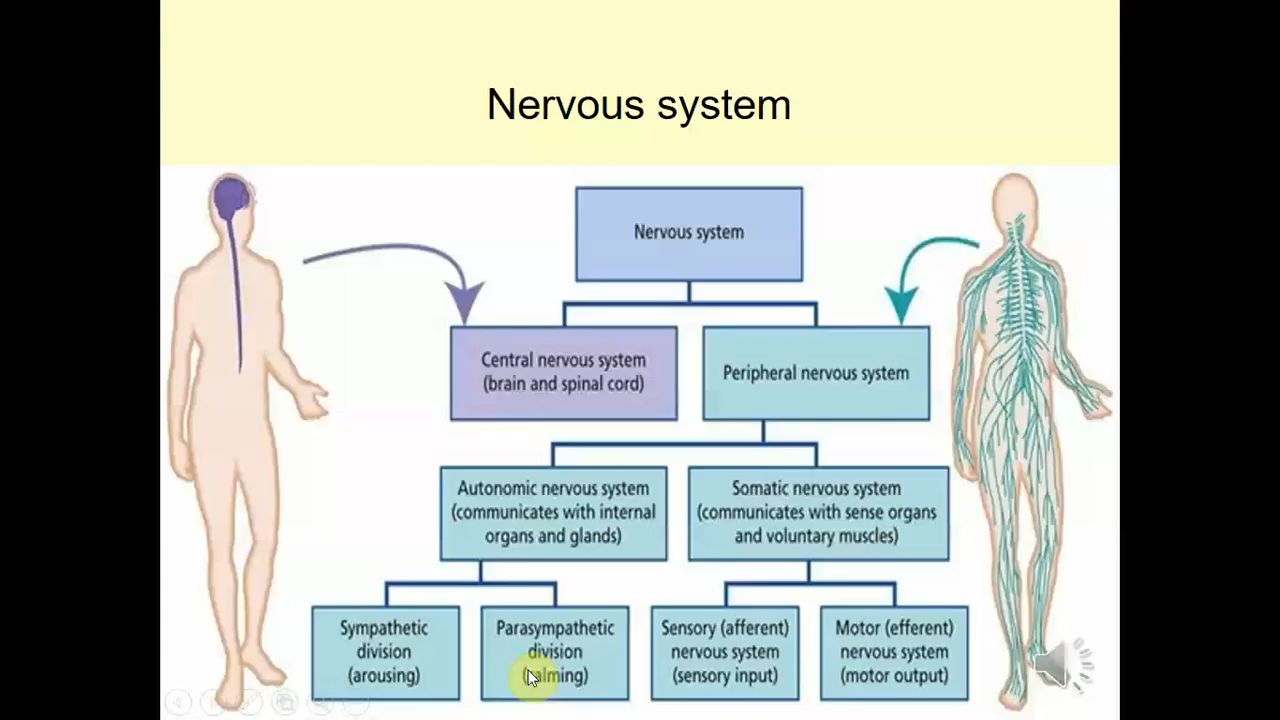 Nervous system
Nervous system
Central nervous system
(brain and spinal cord)
Peripheral nervous system
Autonomic nervous system
(communicates with internal
organs and glands)
Somatic nervous system
(communicates with sense organs
and voluntary muscles)
Sympathetic
division
(arousing)
Parasympathetic
division
(calming)
Sensory (afferent)
nervous system
(sensory input)
Motor (efferent)
nervous system
(motor output)